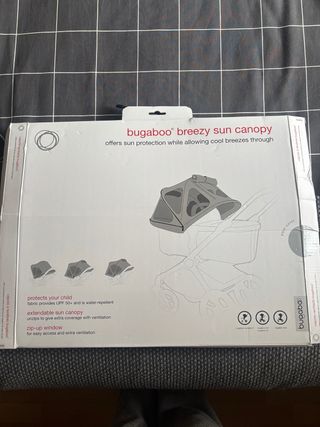 bugaboo® breezy sun canopy
offers sun protection while allowing cool breezes through
protects your child
fabric provides UPF 50+ and is water-repellent
extendable sun canopy
unzips to give extra coverage with ventilation
zip-up window
for easy access and extra ventilation
bugaboo